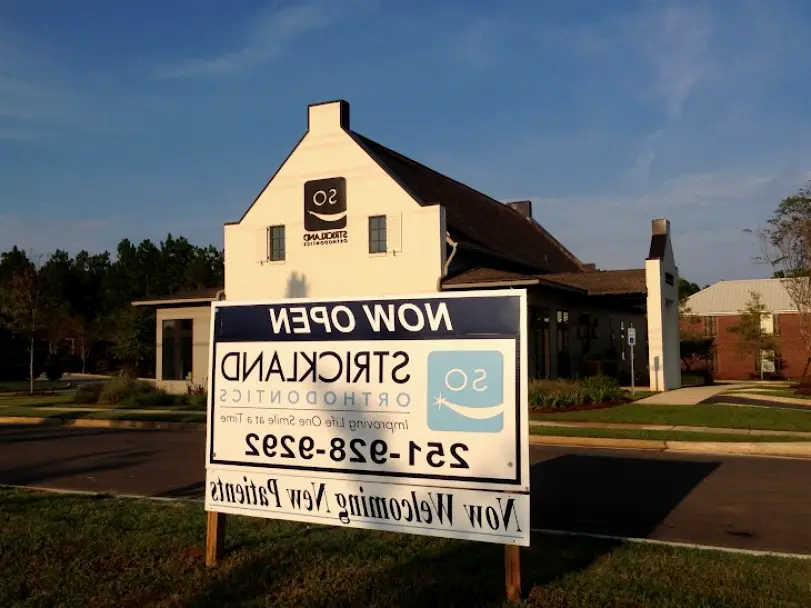 SO
STRICKLAND
ORTHODONTICS
NOW OPEN
SO
STRICKLAND
ORTHODONTICS
Improving Life One Smile at a Time
251-928-9292
Now Welcoming New Patients